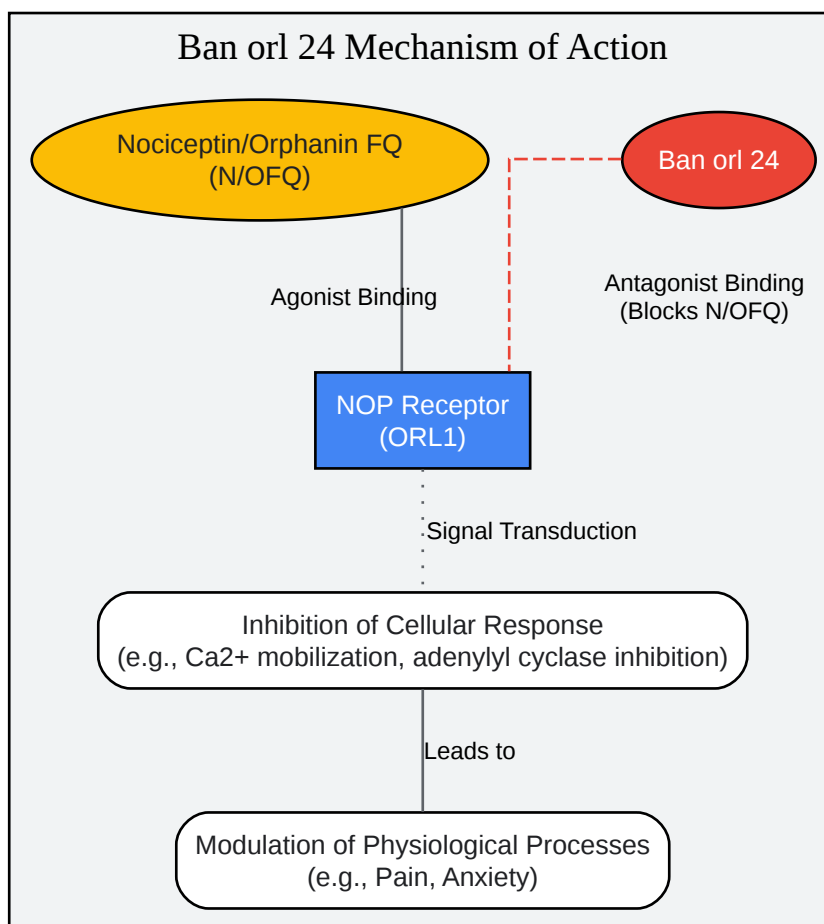 Ban orl 24 Mechanism of Action
Nociceptin/Orphanin FQ
(N/OFQ)
Ban orl 24
Agonist Binding
Antagonist Binding
(Blocks N/OFQ)
NOP Receptor
(ORL1)
Signal Transduction
Inhibition of Cellular Response
(e.g., Ca2+ mobilization, adenylyl cyclase inhibition)
Leads to
Modulation of Physiological Processes
(e.g., Pain, Anxiety)